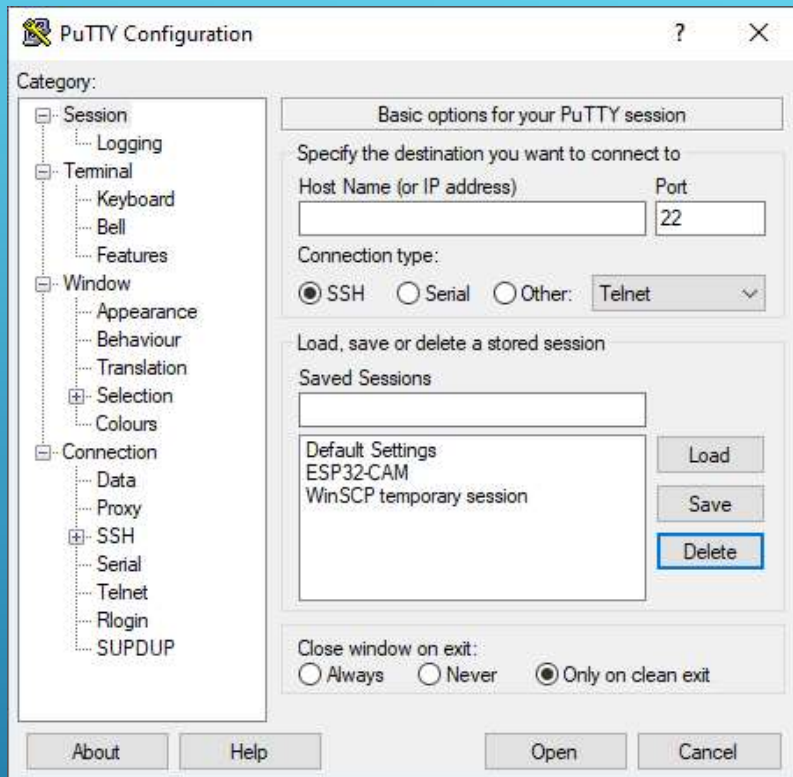 PuTTY Configuration
?
Category:
Session
Logging
Terminal
Keyboard
Bell
Features
Window
Appearance
Behaviour
Translation
Selection
Colours
Connection
Data
Proxy
SSH
Serial
Telnet
Rlogin
SUPDUP
Basic options for your PuTTY session
Specify the destination you want to connect to
Host Name (or IP address) Port
22
Connection type:
SSH Serial Other: Telnet
Load, save or delete a stored session
Saved Sessions
Default Settings
ESP32-CAM
WinSCP temporary session
Load
Save
Delete
Close window on exit:
Always Never Only on clean exit
About Help Open Cancel